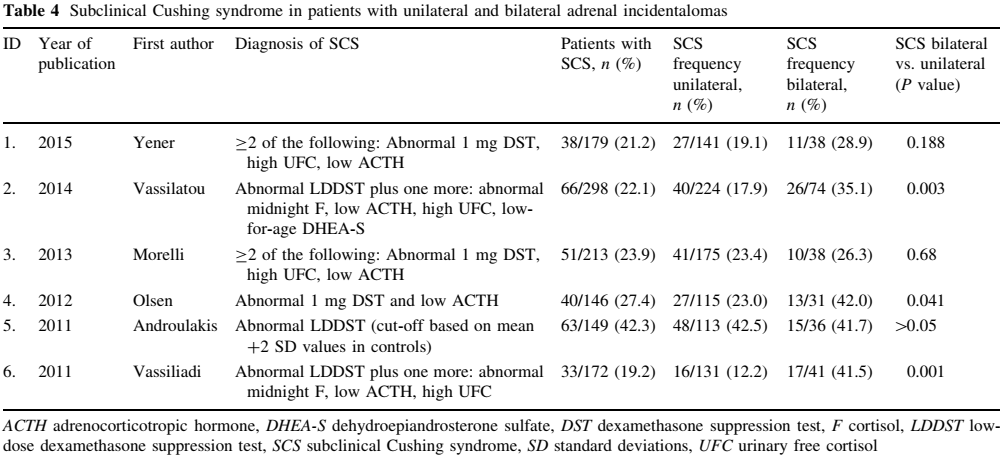 Table 4 Subclinical Cushing syndrome in patients with unilateral and bilateral adrenal incidentalomas
ID Year of publication First author Diagnosis of SCS Patients with SCS, n (%) SCS frequency unilateral, n (%) SCS frequency bilateral, n (%) SCS bilateral vs. unilateral (P value)
1. 2015 Yener ≥2 of the following: Abnormal 1 mg DST, 38/179 (21.2) 27/141 (19.1) 11/38 (28.9) 0.188
high UFC, low ACTH
2. 2014 Vassilatou Abnormal LDDST plus one more: abnormal 66/298 (22.1) 40/224 (17.9) 26/74 (35.1) 0.003
midnight F, low ACTH, high UFC, low-
for-age DHEA-S
3. 2013 Morelli ≥2 of the following: Abnormal 1 mg DST, 51/213 (23.9) 41/175 (23.4) 10/38 (26.3) 0.68
high UFC, low ACTH
4. 2012 Olsen Abnormal 1 mg DST and low ACTH 40/146 (27.4) 27/115 (23.0) 13/31 (42.0) 0.041
5. 2011 Androulakis Abnormal LDDST (cut-off based on mean 63/149 (42.3) 48/113 (42.5) 15/36 (41.7) >0.05
+2 SD values in controls)
6. 2011 Vassiliadi Abnormal LDDST plus one more: abnormal 33/172 (19.2) 16/131 (12.2) 17/41 (41.5) 0.001
midnight F, low ACTH, high UFC
ACTH adrenocorticotropic hormone, DHEA-S dehydroepiandrosterone sulfate, DST dexamethasone suppression test, F cortisol, LDDST low-
dose dexamethasone suppression test, SCS subclinical Cushing syndrome, SD standard deviations, UFC urinary free cortisol